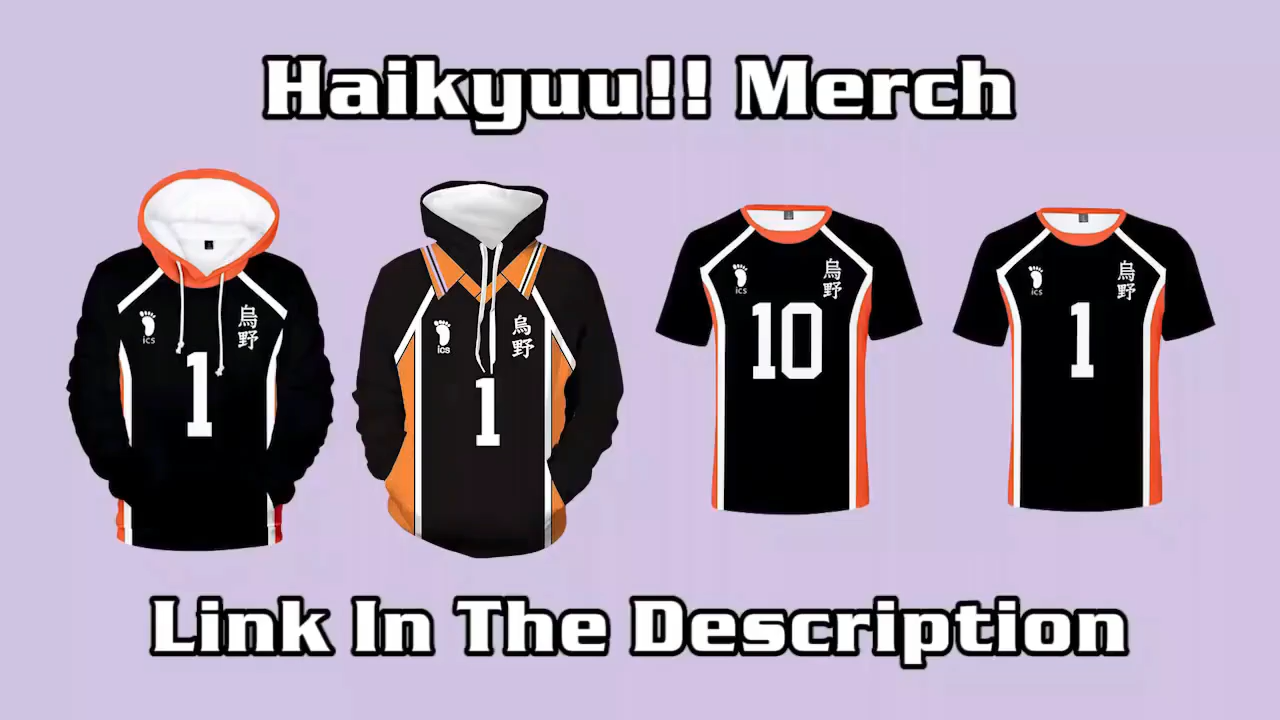 Haikyuu!! Merch
ics
烏野
1
ics
烏野
1
ics
烏野
10
ics
烏野
1
Link In The Description